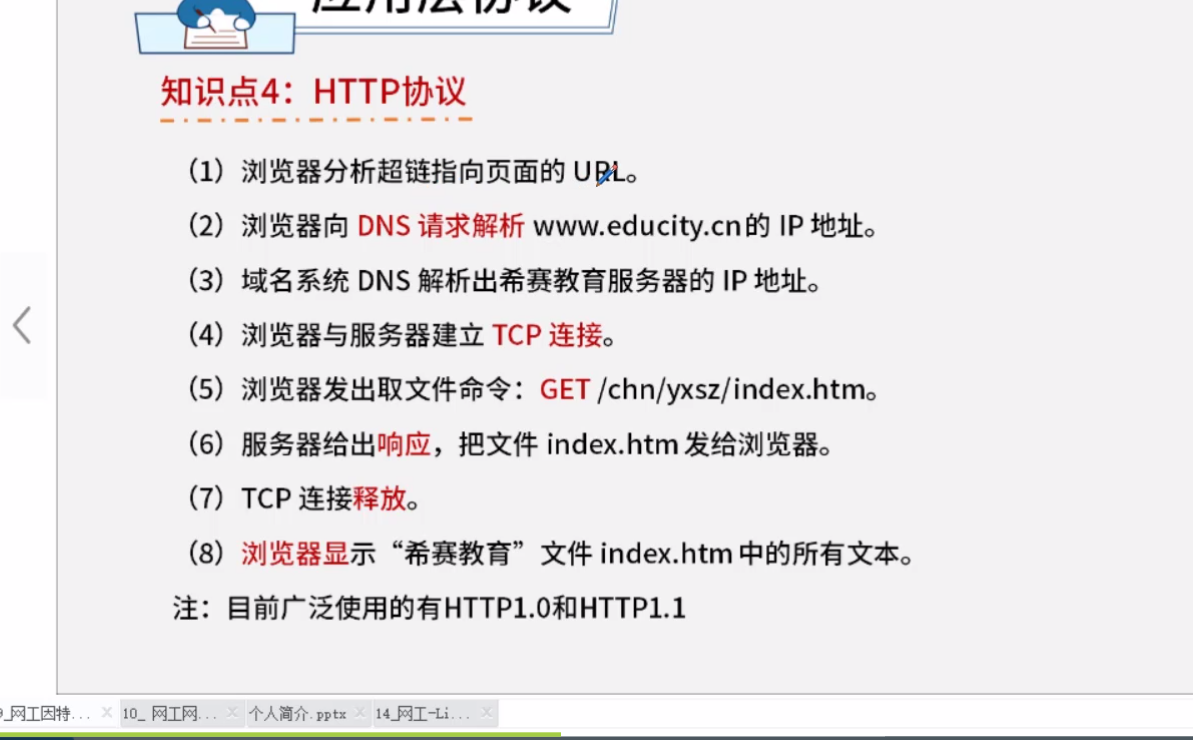 应用层协议
知识点4：HTTP协议
（1）浏览器分析超链指向页面的 URL。
（2）浏览器向 DNS 请求解析 www.educity.cn的 IP 地址。
（3）域名系统 DNS 解析出希赛教育服务器的 IP 地址。
（4）浏览器与服务器建立 TCP 连接。
（5）浏览器发出取文件命令：GET /chn/yxsz/index.htm。
（6）服务器给出响应，把文件 index.htm 发给浏览器。
（7）TCP 连接释放。
（8）浏览器显示“希赛教育”文件 index.htm 中的所有文本。
注：目前广泛使用的有HTTP1.0和HTTP1.1
9_网工因特... 10_ 网工网... 个人简介.pptx 14_网工-Li...